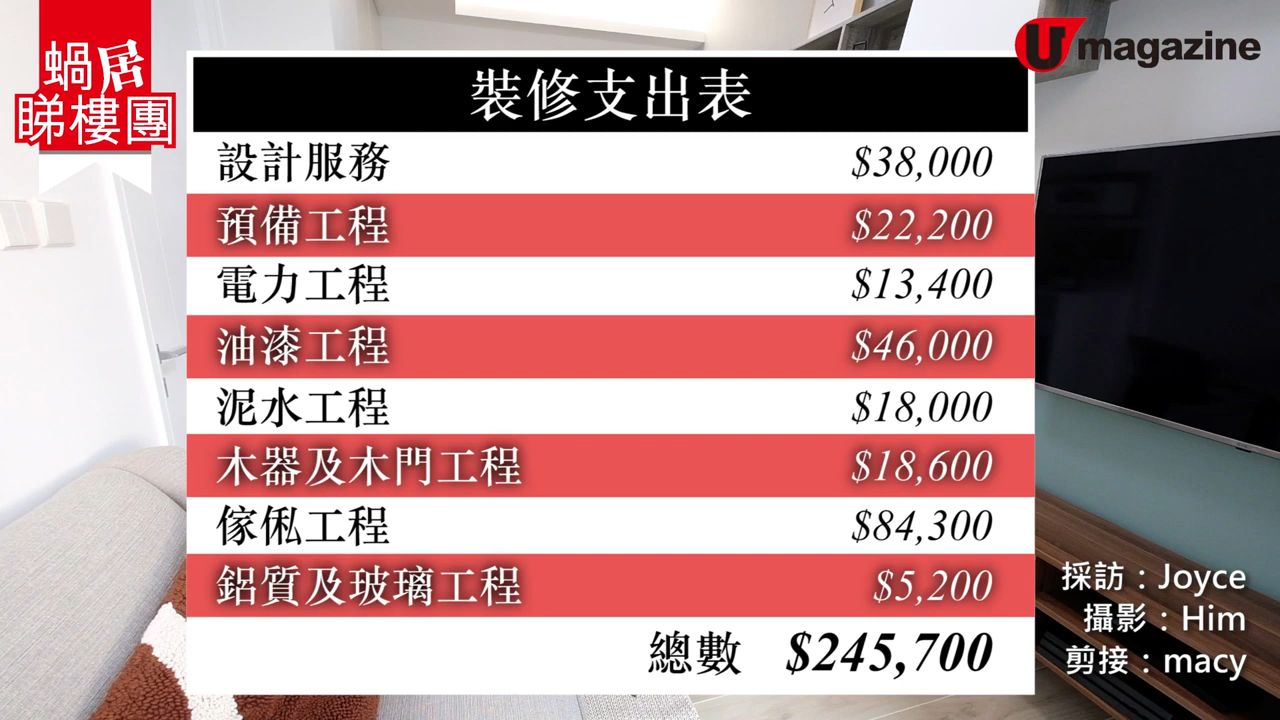 蝸居
睇樓團
U magazine
裝修支出表
設計服務 $38,000
預備工程 $22,200
電力工程 $13,400
油漆工程 $46,000
泥水工程 $18,000
木器及木門工程 $18,600
傢俬工程 $84,300
鋁質及玻璃工程 $5,200
總數 $245,700
採訪：Joyce
攝影：Him
剪接：macy